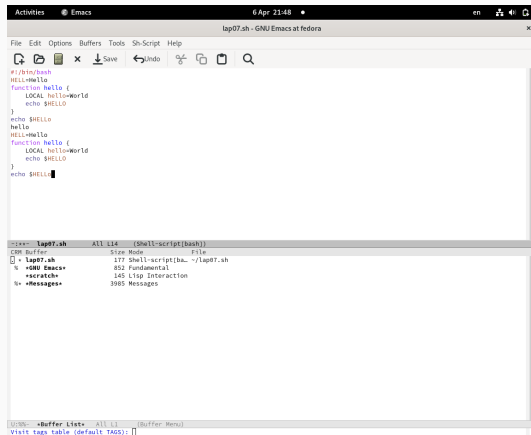 Activities Emacs 6 Apr 21:48 en
lap07.sh - GNU Emacs at fedora
File Edit Options Buffers Tools Sh-Script Help
Save Undo
#!/bin/bash
HELL=Hello
function hello {
    LOCAL hello=World
    echo $HELLO
}
echo $HELLo
hello
HELL=Hello
function hello {
    LOCAL hello=World
    echo $HELLO
}
echo $HELLo
-:**- lap07.sh All L14 (Shell-script[bash])
CRM Buffer Size Mode File
. * lap07.sh 177 Shell-script[ba… ~/lap07.sh
% *GNU Emacs* 852 Fundamental
*scratch* 145 Lisp Interaction
%* *Messages* 3985 Messages
U:%%- *Buffer List* All L1 (Buffer Menu)
Visit tags table (default TAGS):